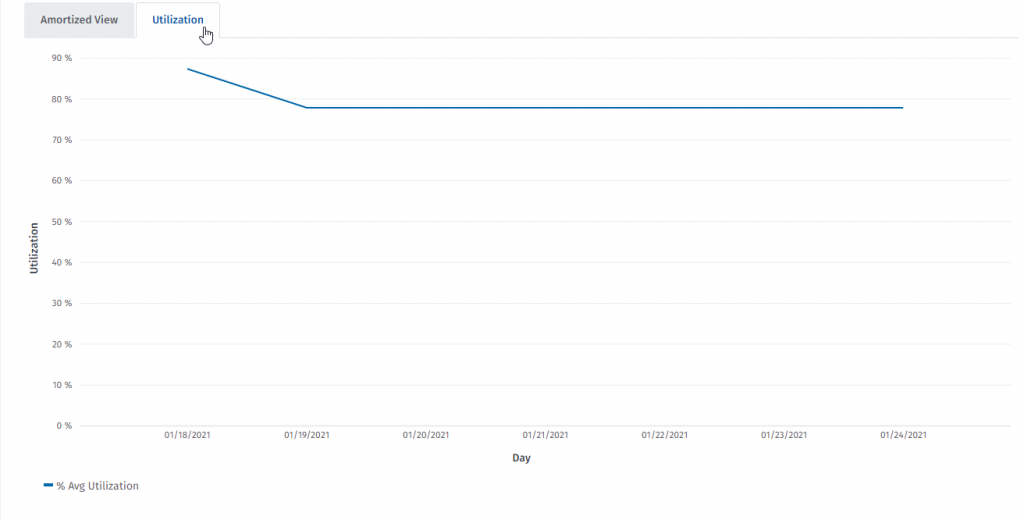 Amortized View
Utilization
90 %
80 %
70 %
60 %
50 %
40 %
30 %
20 %
10 %
0 %
Utilization
01/18/2021 01/19/2021 01/20/2021 01/21/2021 01/22/2021 01/23/2021 01/24/2021
Day
% Avg Utilization